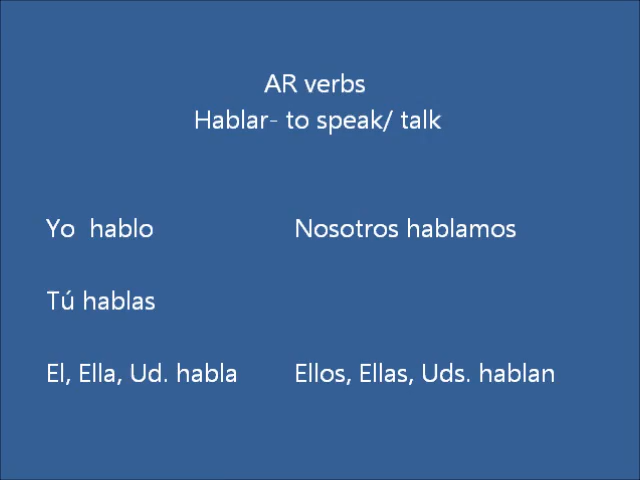 AR verbs
Hablar- to speak/ talk
Yo  hablo
Nosotros hablamos
Tú hablas
El, Ella, Ud. habla
Ellos, Ellas, Uds. hablan